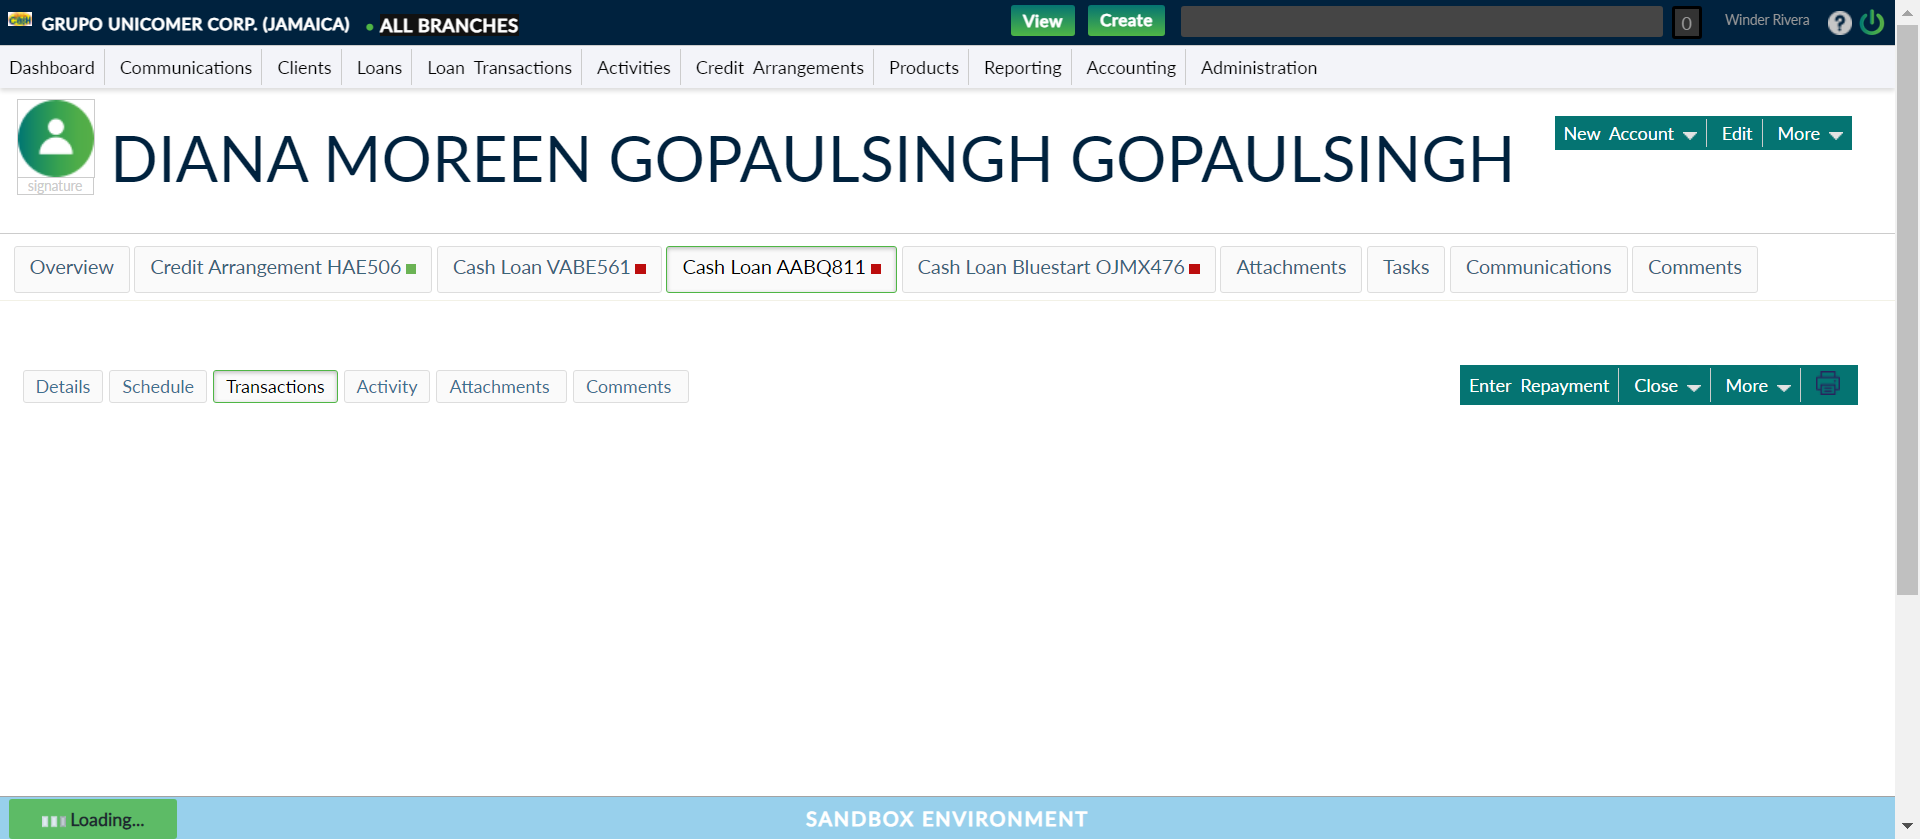 Cash GRUPO UNICOMER CORP. (JAMAICA) ALL BRANCHES View Create 0 Winder Rivera ?
Dashboard Communications Clients Loans Loan Transactions Activities Credit Arrangements Products Reporting Accounting Administration
DIANA MOREEN GOPAULSINGH GOPAULSINGH
New Account Edit More
signature
Overview Credit Arrangement HAE506 Cash Loan VABE561 Cash Loan AABQ811 Cash Loan Bluestart OJMX476 Attachments Tasks Communications Comments
Details Schedule Transactions Activity Attachments Comments Enter Repayment Close More
Loading... SANDBOX ENVIRONMENT